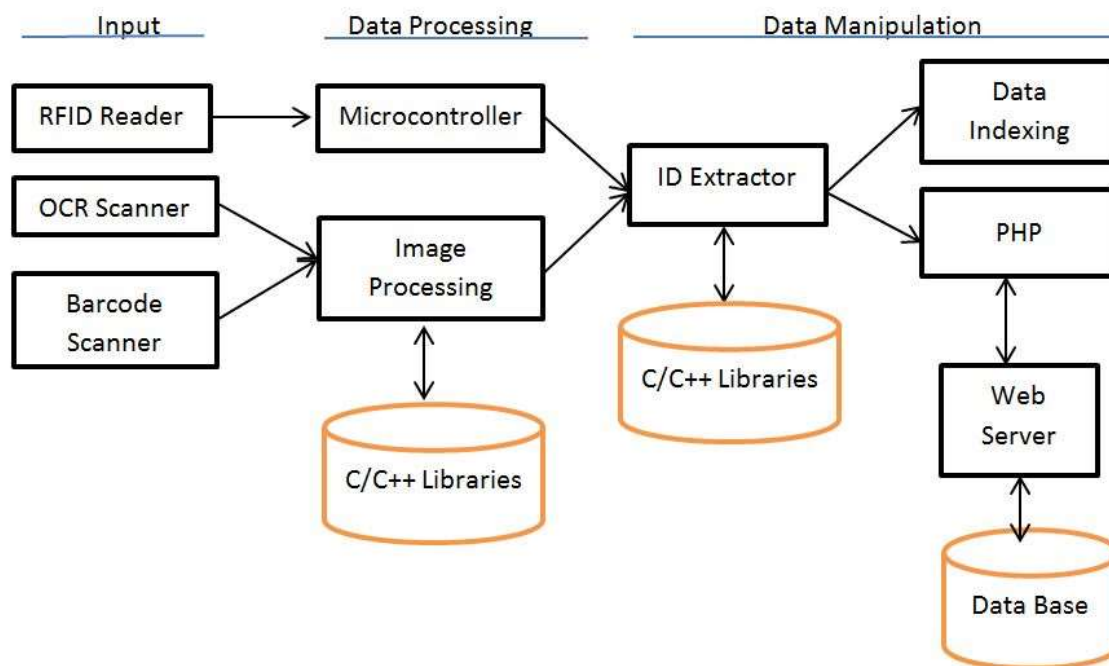 Input
Data Processing
Data Manipulation
RFID Reader
Microcontroller
Data
Indexing
ID Extractor
OCR Scanner
Image
Processing
PHP
Barcode
Scanner
C/C++ Libraries
C/C++ Libraries
Web
Server
Data Base